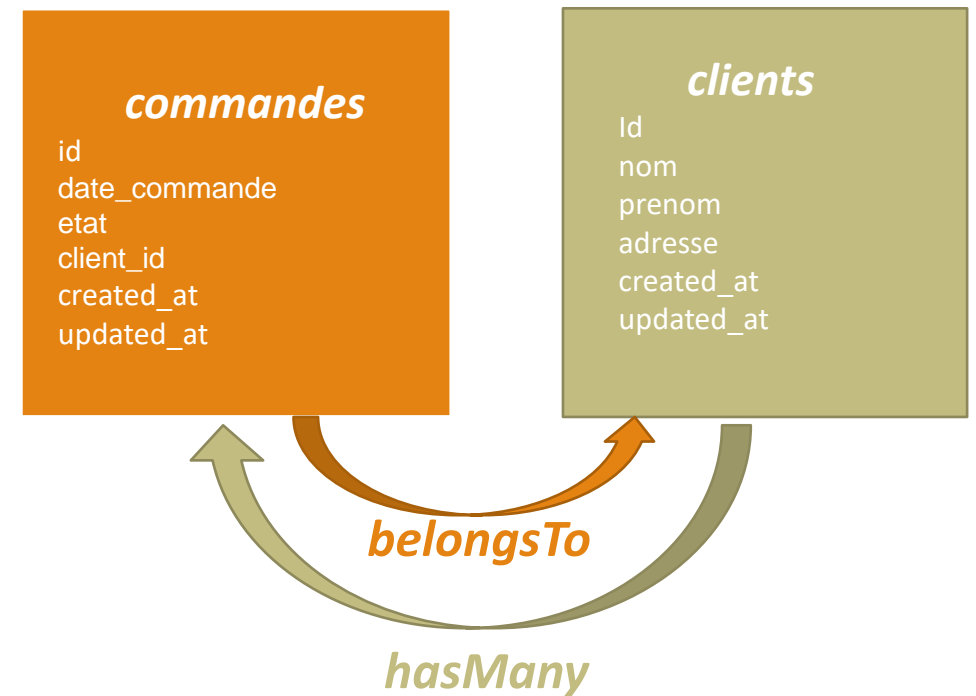 commandes
id
date_commande
etat
client_id
created_at
updated_at
clients
Id
nom
prenom
adresse
created_at
updated_at
belongsTo
hasMany